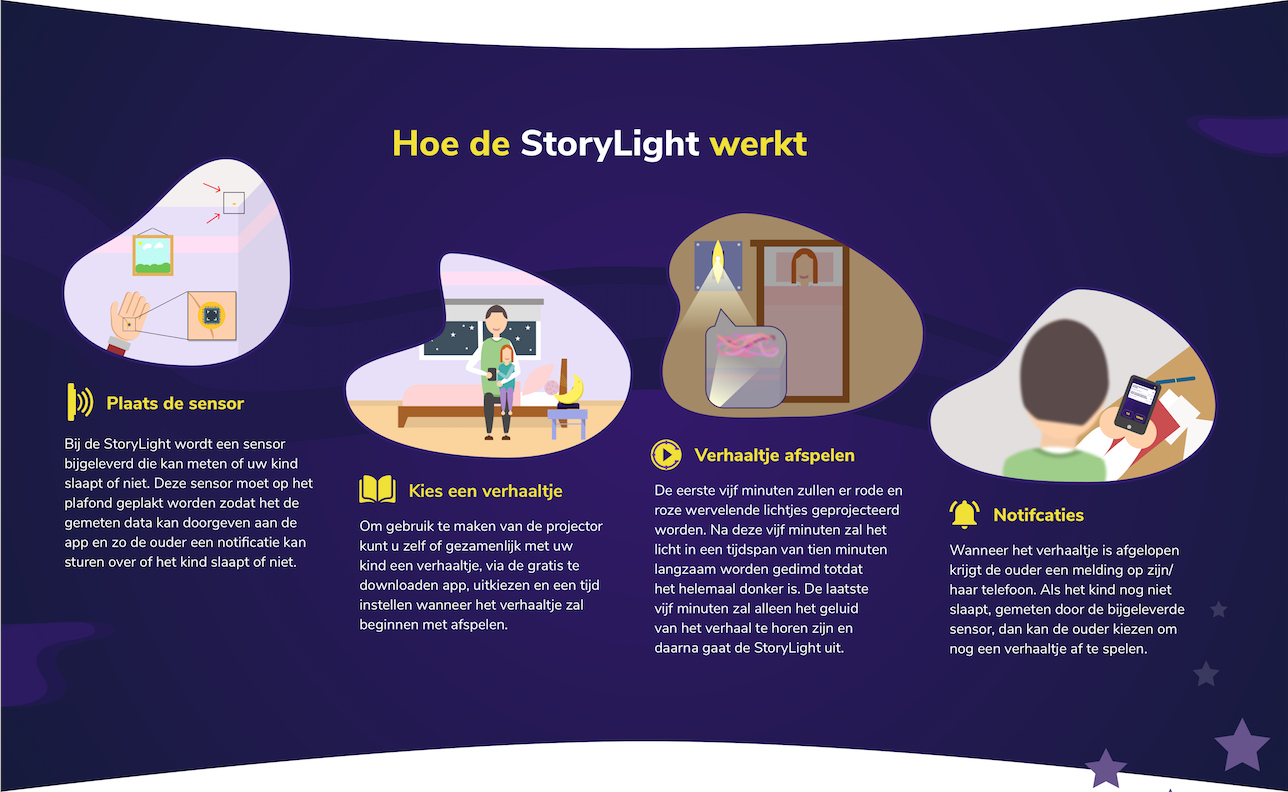 Hoe de StoryLight werkt
Plaats de sensor
Bij de StoryLight wordt een sensor
bijgeleverd die kan meten of uw kind
slaapt of niet. Deze sensor moet op het
plafond geplakt worden zodat het de
gemeten data kan doorgeven aan de
app en zo de ouder een notificatie kan
sturen over of het kind slaapt of niet.
Kies een verhaaltje
Om gebruik te maken van de projector
kunt u zelf of gezamenlijk met uw
kind een verhaaltje, via de gratis te
downloaden app, uitkiezen en een tijd
instellen wanneer het verhaaltje zal
beginnen met afspelen.
Verhaaltje afspelen
De eerste vijf minuten zullen er rode en
roze wervelende lichtjes geprojecteerd
worden. Na deze vijf minuten zal het
licht in een tijdspan van tien minuten
langzaam worden gedimd totdat
het helemaal donker is. De laatste
vijf minuten zal alleen het geluid
van het verhaal te horen zijn en
daarna gaat de StoryLight uit.
Notifcaties
Wanneer het verhaaltje is afgelopen
krijgt de ouder een melding op zijn/
haar telefoon. Als het kind nog niet
slaapt, gemeten door de bijgeleverde
sensor, dan kan de ouder kiezen om
nog een verhaaltje af te spelen.